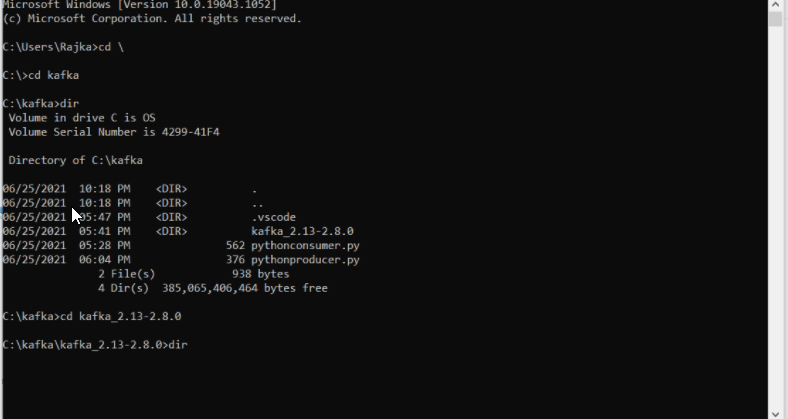 Microsoft Windows [Version 10.0.19043.1052]
(c) Microsoft Corporation. All rights reserved.
C:\Users\Rajka>cd \
C:\>cd kafka
C:\kafka>dir
Volume in drive C is OS
Volume Serial Number is 4299-41F4
Directory of C:\kafka
06/25/2021 10:18 PM <DIR> .
06/25/2021 10:18 PM <DIR> ..
06/25/2021 05:47 PM <DIR> .vscode
06/25/2021 05:41 PM <DIR> kafka_2.13-2.8.0
06/25/2021 05:28 PM 562 pythonconsumer.py
06/25/2021 06:04 PM 376 pythonproducer.py
2 File(s) 938 bytes
4 Dir(s) 385,065,406,464 bytes free
C:\kafka>cd kafka_2.13-2.8.0
C:\kafka\kafka_2.13-2.8.0>dir